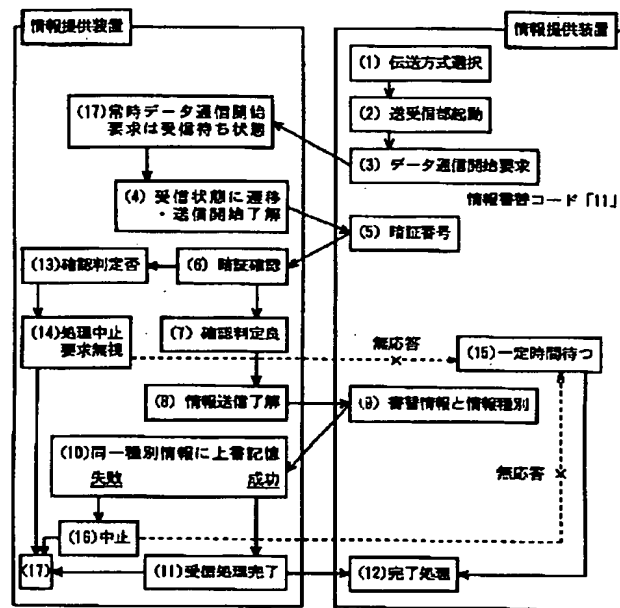 情報提供装置
情報提供装置
(1) 伝送方式選択
(17)常時データ通信開始
要求は受信待ち状態
(2) 送受信部起動
(3) データ通信開始要求
(4) 受信状態に遷移
・送信開始了解
情報書替コード「11」
(5) 暗証番号
(13)確認判定否
(6) 暗証確認
(14)処理中止
要求無視
(7) 確認判定良
無応答
(15)一定時間待つ
(8) 情報送信了解
(9) 書替情報と情報種別
(10)同一種別情報に上書記憶
失敗
成功
無応答
(16)中止
(17)
(11)受信処理完了
(12)完了処理